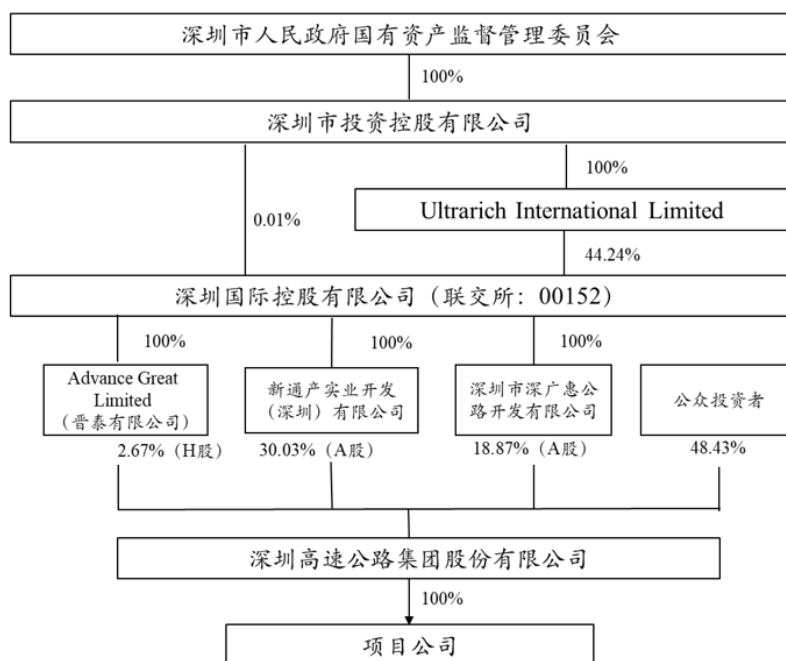 深圳市人民政府国有资产监督管理委员会
100%
深圳市投资控股有限公司
100%
0.01%
Ultrarich International Limited
44.24%
深圳国际控股有限公司（联交所：00152）
100%
100%
100%
Advance Great
Limited
（晋泰有限公司）
新通产实业开发
（深圳）有限公司
深圳市深广惠公
路开发有限公司
公众投资者
2.67%（H股）
30.03%（A股）
18.87%（A股）
48.43%
深圳高速公路集团股份有限公司
100%
项目公司